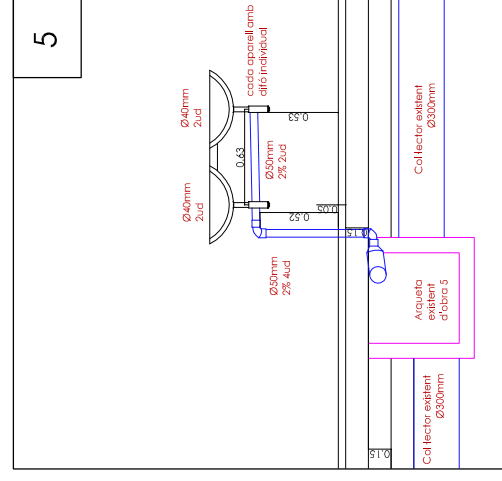 5
cada aparell amb
difó individual
Ø40mm
2ud
Ø40mm
2ud
0.63
0.53
Ø50mm
2% 2ud
0.52
0.05
0.15
Ø50mm
2% 4ud
Col·lector existent
Ø300mm
Arqueta
existent
d'obra 5
Col·lector existent
Ø300mm
0.15